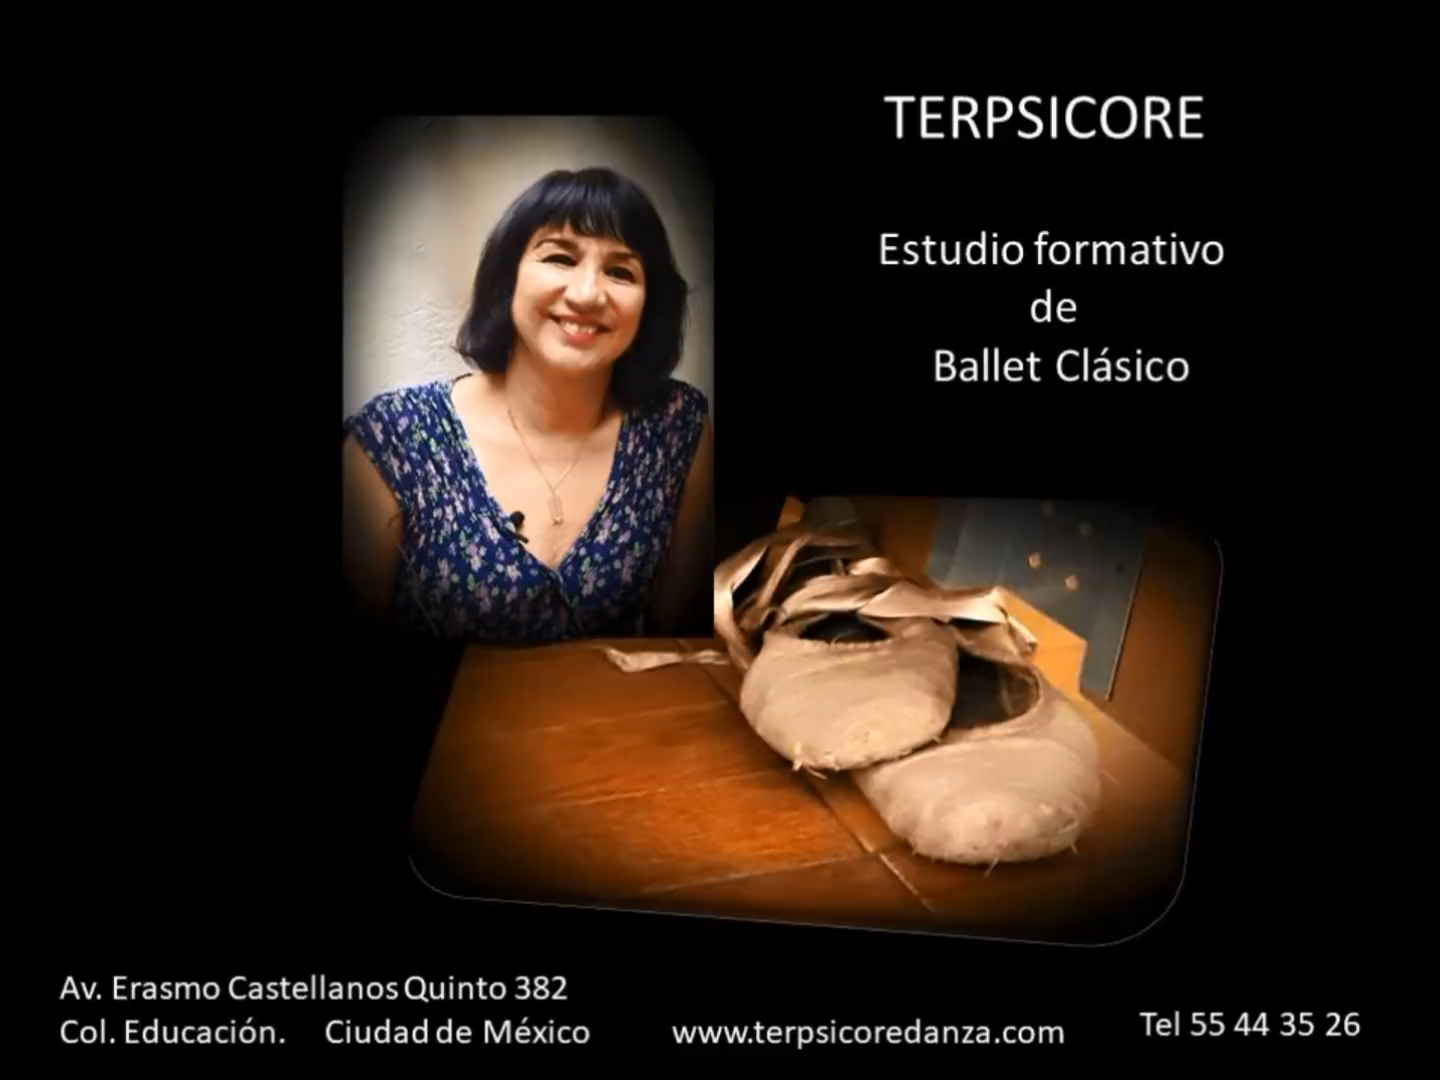 TERPSICORE
Estudio formativo
de
Ballet Clásico
Av. Erasmo Castellanos Quinto 382
Col. Educación. Ciudad de México
www.terpsicoredanza.com
Tel 55 44 35 26